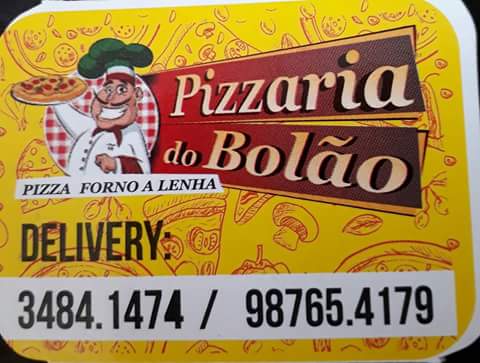 Pizzaria
do Bolão
PIZZA FORNO A LENHA
DELIVERY:
3484.1474 / 98765.4179